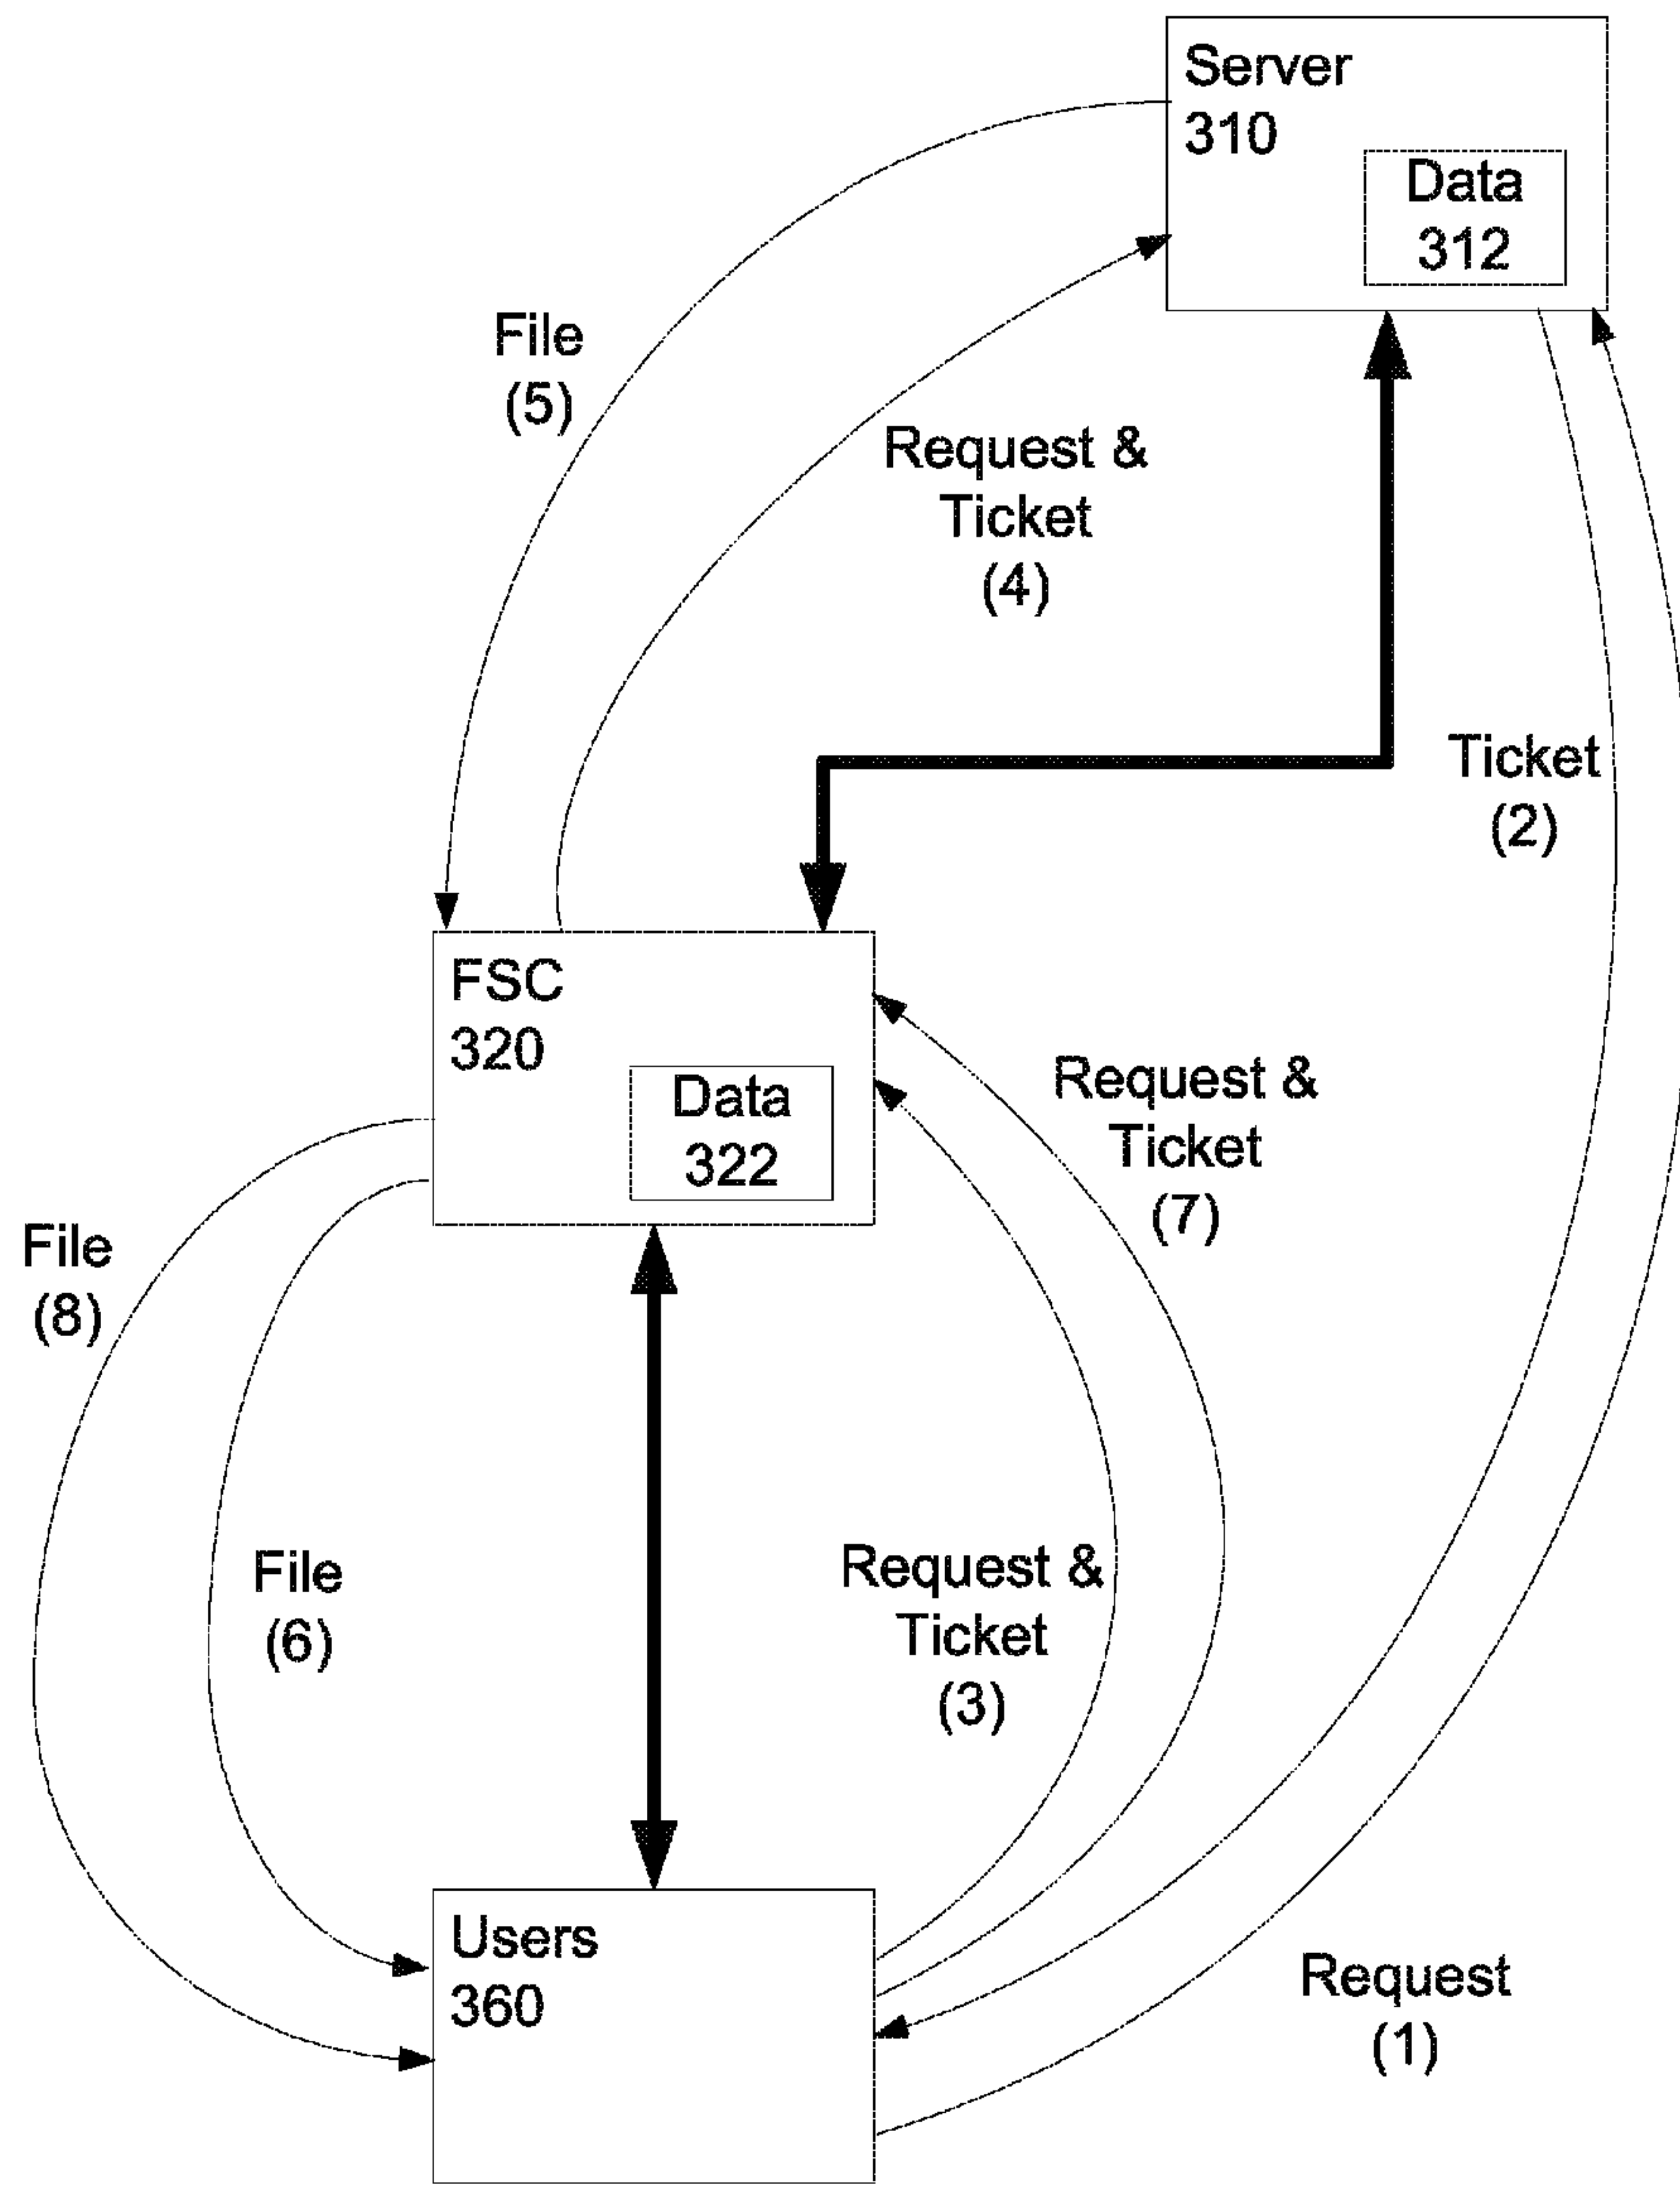 Server
310
Data
312
File
(5)
Request &
Ticket
(4)
Ticket
(2)
FSC
320
Data
322
Request &
Ticket
(7)
File
(8)
File
(6)
Request &
Ticket
(3)
Users
360
Request
(1)